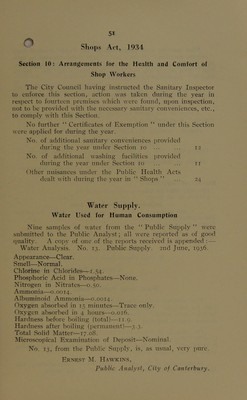 51
Shops Act, 1934
Section 10: Arrangements for the Health and Comfort of
Shop Workers
The City Council having instructed the Sanitary Inspector
to enforce this section, action was taken during the year in
respect to fourteen premises which were found, upon inspection,
not to be provided with the necessary sanitary conveniences, etc.,
to comply with this Section.
No further " Certificates of Exemption " under this Section
were applied for during the year.
No. of additional sanitary conveniences provided
during the year under Section 10 ... ... 12
No. of additional washing facilities provided
during the year under Section 10 ... ... 11
Other nuisances under the Public Health Acts
dealt with during the year in " Shops " ... 24
Water Supply.
Water Used for Human Consumption
Nine samples of water from the " Public Supply " were
submitted to the Public Analyst; all were reported as of good
quality. A copy of one of the reports received is appended :—
Water Analysis. No. 13. Public Supply. 2nd June, 1936.
Appearance—Clear.
Smell—Normal.
Chlorine in Chlorides—1.54.
Phosphoric Acid in Phosphates—None.
Nitrogen in Nitrates—0.30.
Ammonia—0.0014.
Albuminoid Ammonia—0.0022.
Oxygen absorbed in 15 minutes—Trace only.
Oxygen absorbed in 4 hours—0.016.
Hardness before boiling (total)—11.9.
Hardness after boiling (permanent)—3.3.
Total Solid Matter—17.08.
Microscopical Examination of Deposit—Nominal.
No. 13, from the Public Supply, is, as usual, very pure.
Ernest M. Hawkins,
Public Analyst, City of Canterbury.